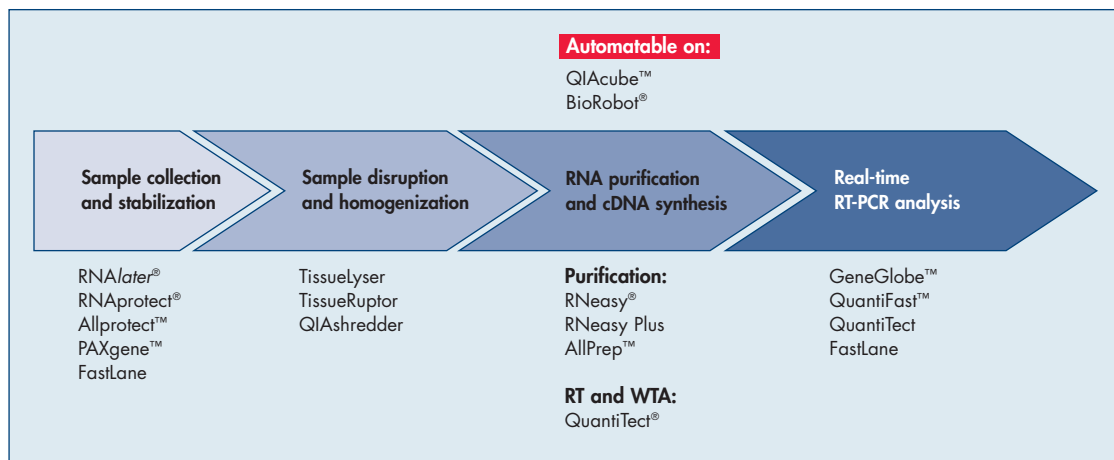 Automatable on:
QIAcube™
BioRobot®
Sample collection
and stabilization
Sample disruption
and homogenization
RNA purification
and cDNA synthesis
Real-time
RT-PCR analysis
RNAlater®
RNAprotect®
Allprotect™
PAXgene™
FastLane
TissueLyser
TissueRuptor
QIAshredder
Purification:
RNeasy®
RNeasy Plus
AllPrep™
RT and WTA:
QuantiTect®
GeneGlobe™
QuantiFast™
QuantiTect
FastLane